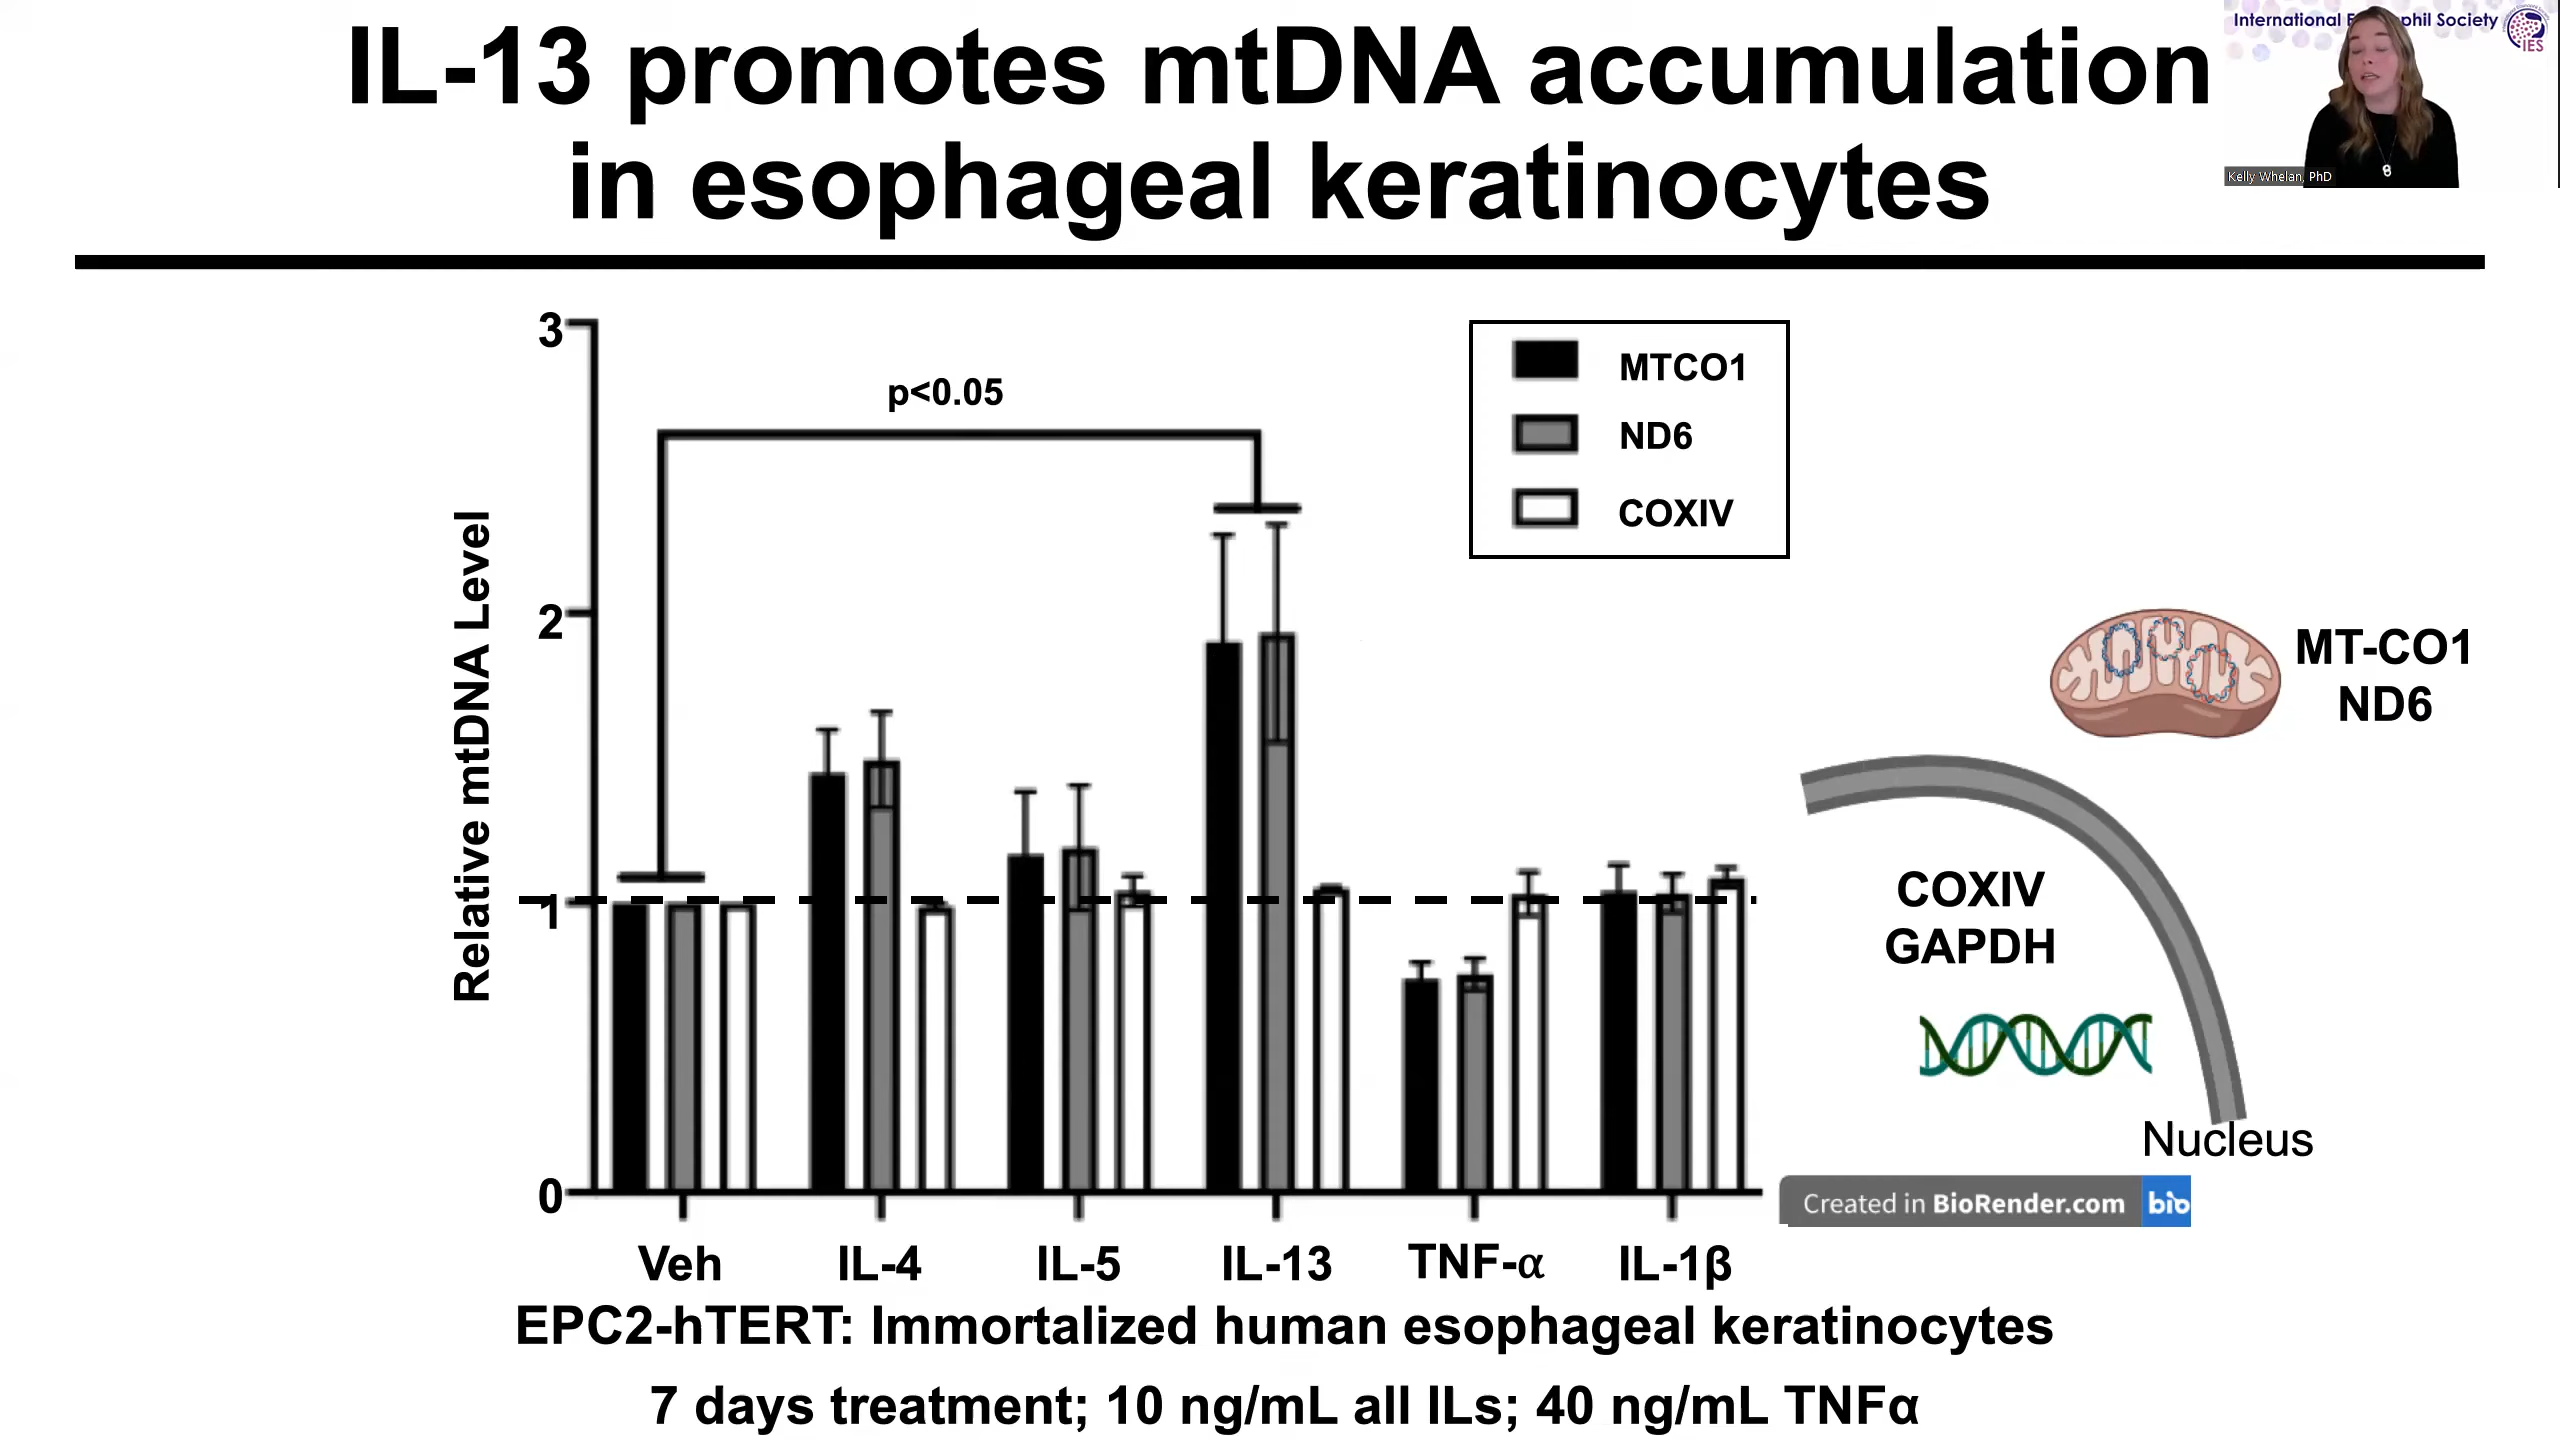 IL-13 promotes mtDNA accumulation
in esophageal keratinocytes
International E phil Society
IES
Kelly Whelan, PhD
3
2
1
0
Relative mtDNA Level
p<0.05
MTCO1
ND6
COXIV
MT-CO1
ND6
COXIV
GAPDH
Nucleus
Created in BioRender.com bio
Veh IL-4 IL-5 IL-13 TNF-α IL-1β
EPC2-hTERT: Immortalized human esophageal keratinocytes
7 days treatment; 10 ng/mL all ILs; 40 ng/mL TNFα